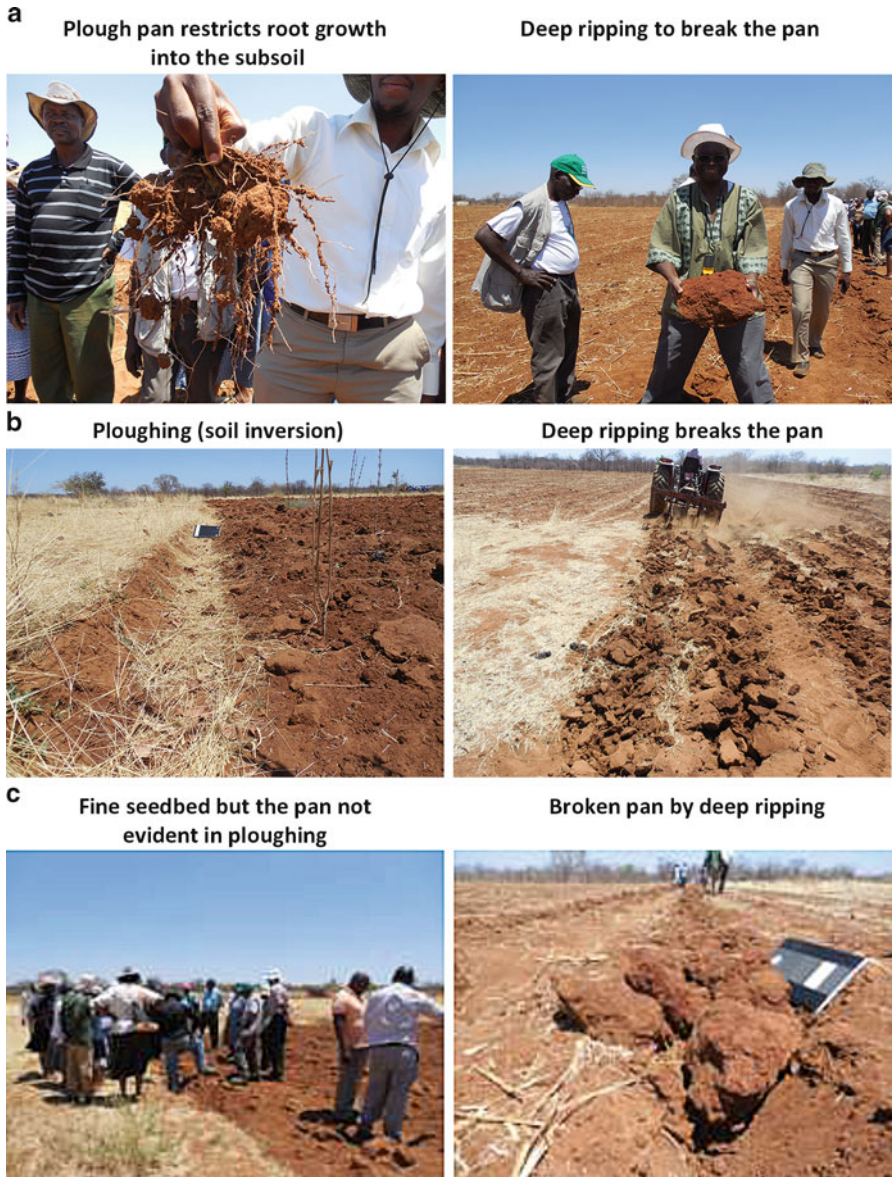 a
Plough pan restricts root growth
into the subsoil
Deep ripping to break the pan
b
Ploughing (soil inversion)
Deep ripping breaks the pan
c
Fine seedbed but the pan not
evident in ploughing
Broken pan by deep ripping